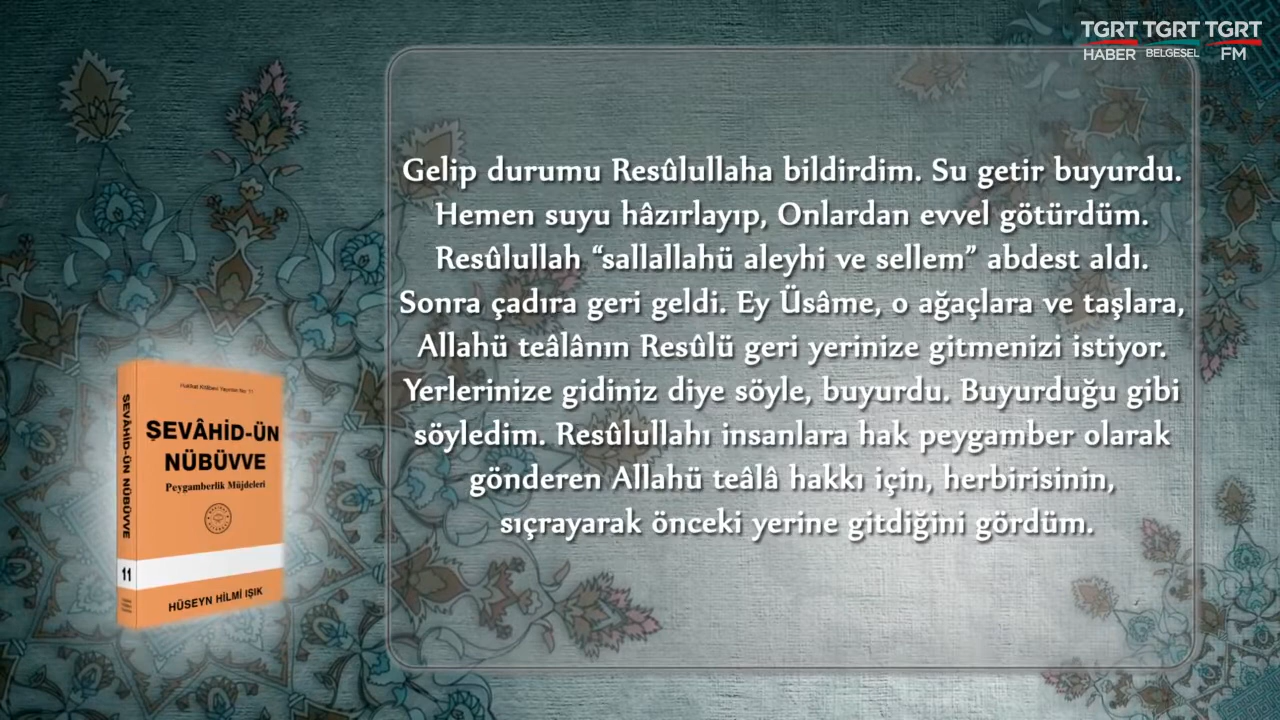 TGRT TGRT TGRT
HABER BELGESEL FM
Gelip durumu Resûlullaha bildirdim. Su getir buyurdu.
Hemen suyu hâzırlayıp, Onlardan evvel götürdüm.
Resûlullah “sallallahü aleyhi ve sellem” abdest aldı.
Sonra çadıra geri geldi. Ey Üsâme, o ağaçlara ve taşlara,
Allahü teâlânın Resûlü geri yerinize gitmenizi istiyor.
Yerlerinize gidiniz diye söyle, buyurdu. Buyurduğu gibi
söyledim. Resûlullahı insanlara hak peygamber olarak
gönderen Allahü teâlâ hakkı için, herbirisinin,
sıçrayarak önceki yerine gitdiğini gördüm.
ŞEVÂHİD-ÜN
NÜBÜVVE
Peygamberlik Müjdeleri
HÜSEYN HİLMİ IŞIK
ŞEVÂHİD-ÜN NÜBÜVVE
11